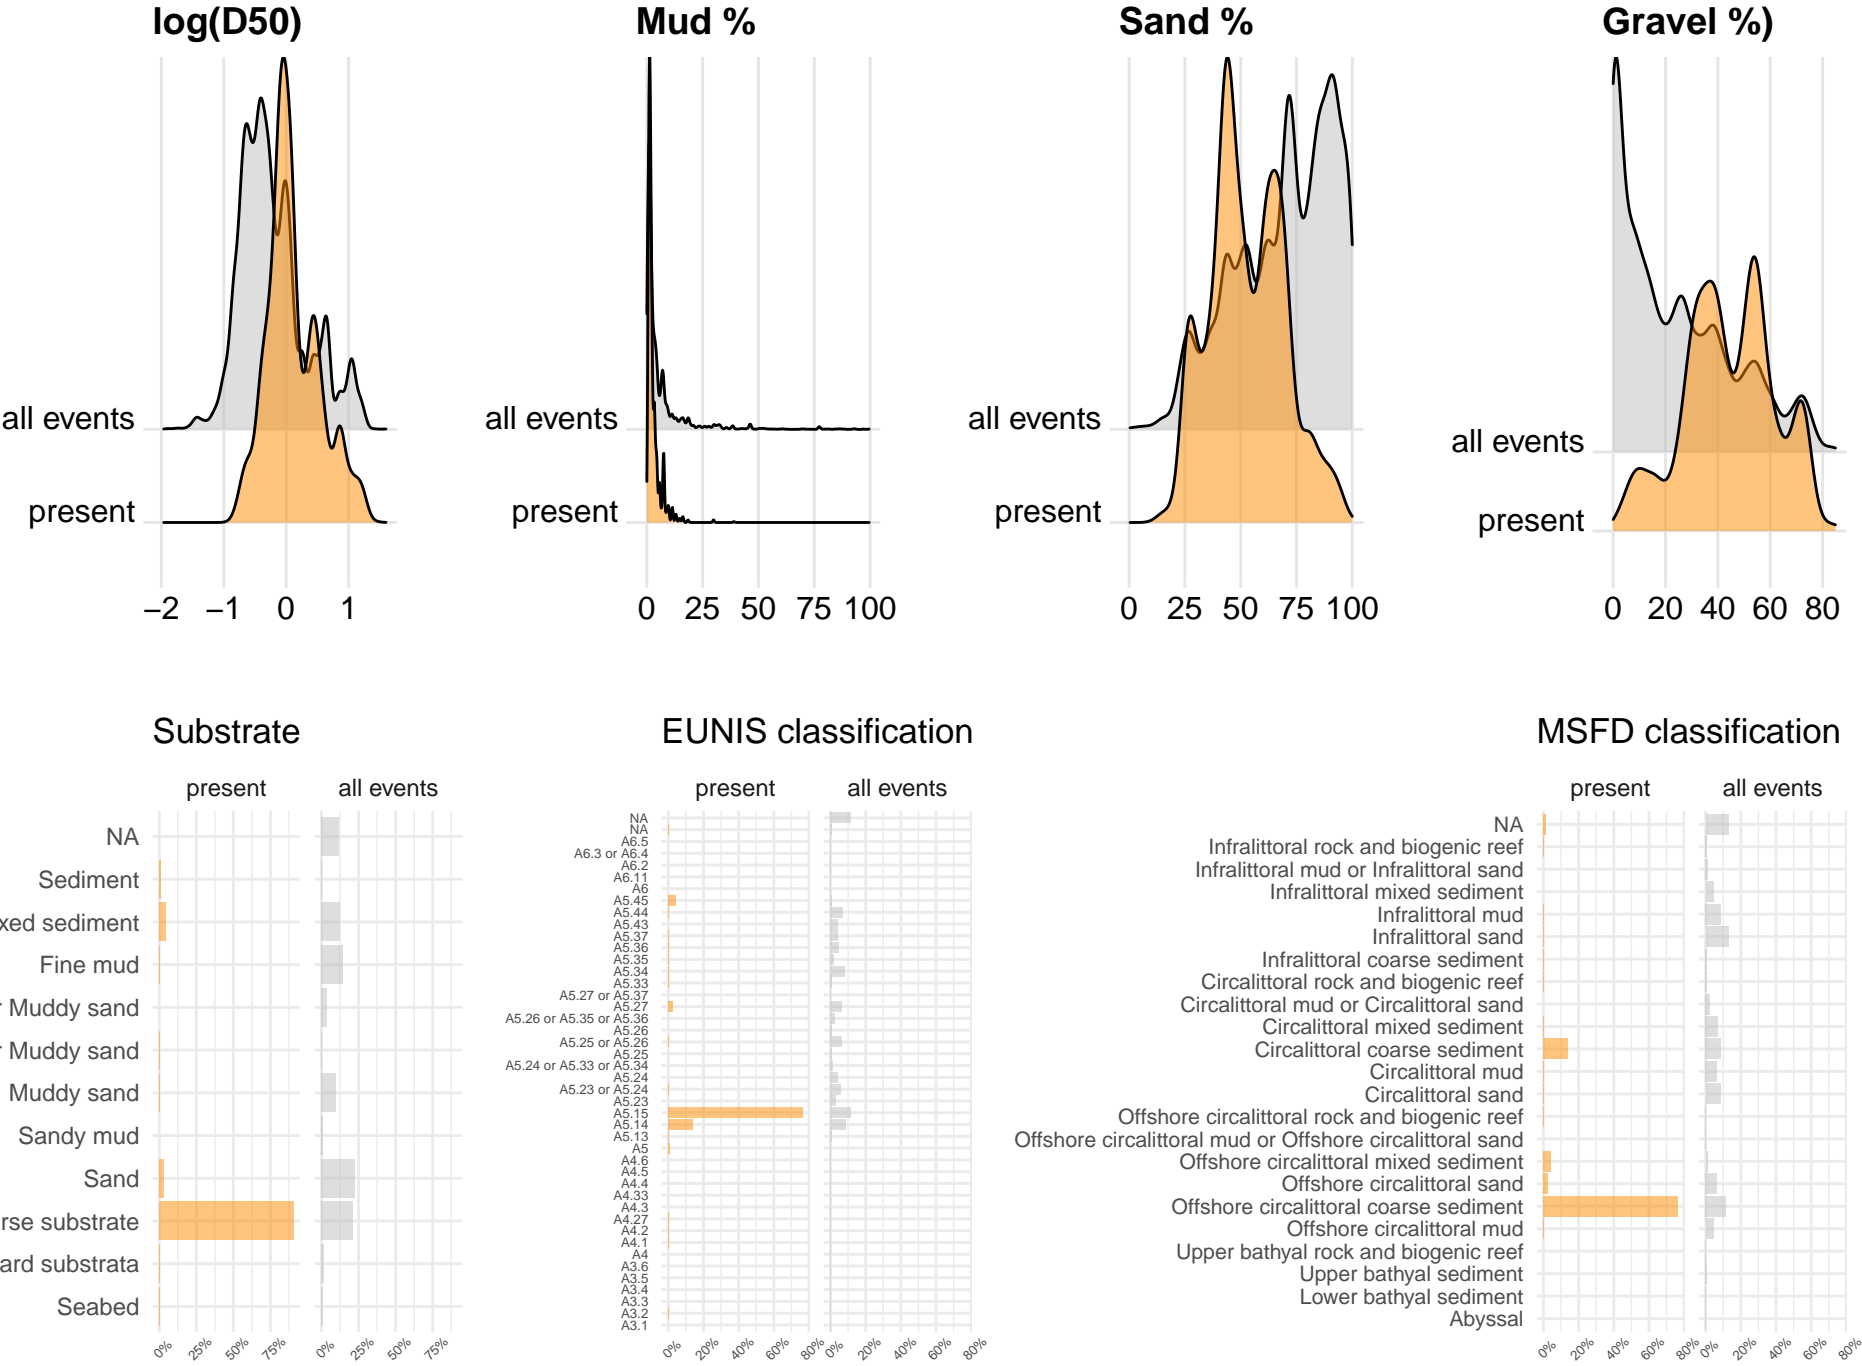 log(D50)
Mud %
Sand %
Gravel %)
all events
present
−2 −1 0 1
all events
present
0 25 50 75 100
all events
present
0 25 50 75 100
all events
present
0 20 40 60 80
Substrate
present all events
NA
Sediment
xed sediment
Fine mud
r Muddy sand
r Muddy sand
Muddy sand
Sandy mud
Sand
rse substrate
ard substrata
Seabed
0% 25% 50% 75% 0% 25% 50% 75%
EUNIS classification
present all events
NA
NA
A6.5
A6.3 or A6.4
A6.2
A6.11
A6
A5.45
A5.44
A5.43
A5.37
A5.36
A5.35
A5.34
A5.33
A5.27 or A5.37
A5.27
A5.26 or A5.35 or A5.36
A5.26
A5.25 or A5.26
A5.25
A5.24 or A5.33 or A5.34
A5.24
A5.23 or A5.24
A5.23
A5.15
A5.14
A5.13
A5
A4.6
A4.5
A4.4
A4.33
A4.3
A4.27
A4.2
A4.1
A4
A3.6
A3.5
A3.4
A3.3
A3.2
A3.1
0% 20% 40% 60% 80% 0% 20% 40% 60% 80%
MSFD classification
present all events
NA
Infralittoral rock and biogenic reef
Infralittoral mud or Infralittoral sand
Infralittoral mixed sediment
Infralittoral mud
Infralittoral sand
Infralittoral coarse sediment
Circalittoral rock and biogenic reef
Circalittoral mud or Circalittoral sand
Circalittoral mixed sediment
Circalittoral coarse sediment
Circalittoral mud
Circalittoral sand
Offshore circalittoral rock and biogenic reef
Offshore circalittoral mud or Offshore circalittoral sand
Offshore circalittoral mixed sediment
Offshore circalittoral sand
Offshore circalittoral coarse sediment
Offshore circalittoral mud
Upper bathyal rock and biogenic reef
Upper bathyal sediment
Lower bathyal sediment
Abyssal
0% 20% 40% 60% 80% 0% 20% 40% 60% 80%